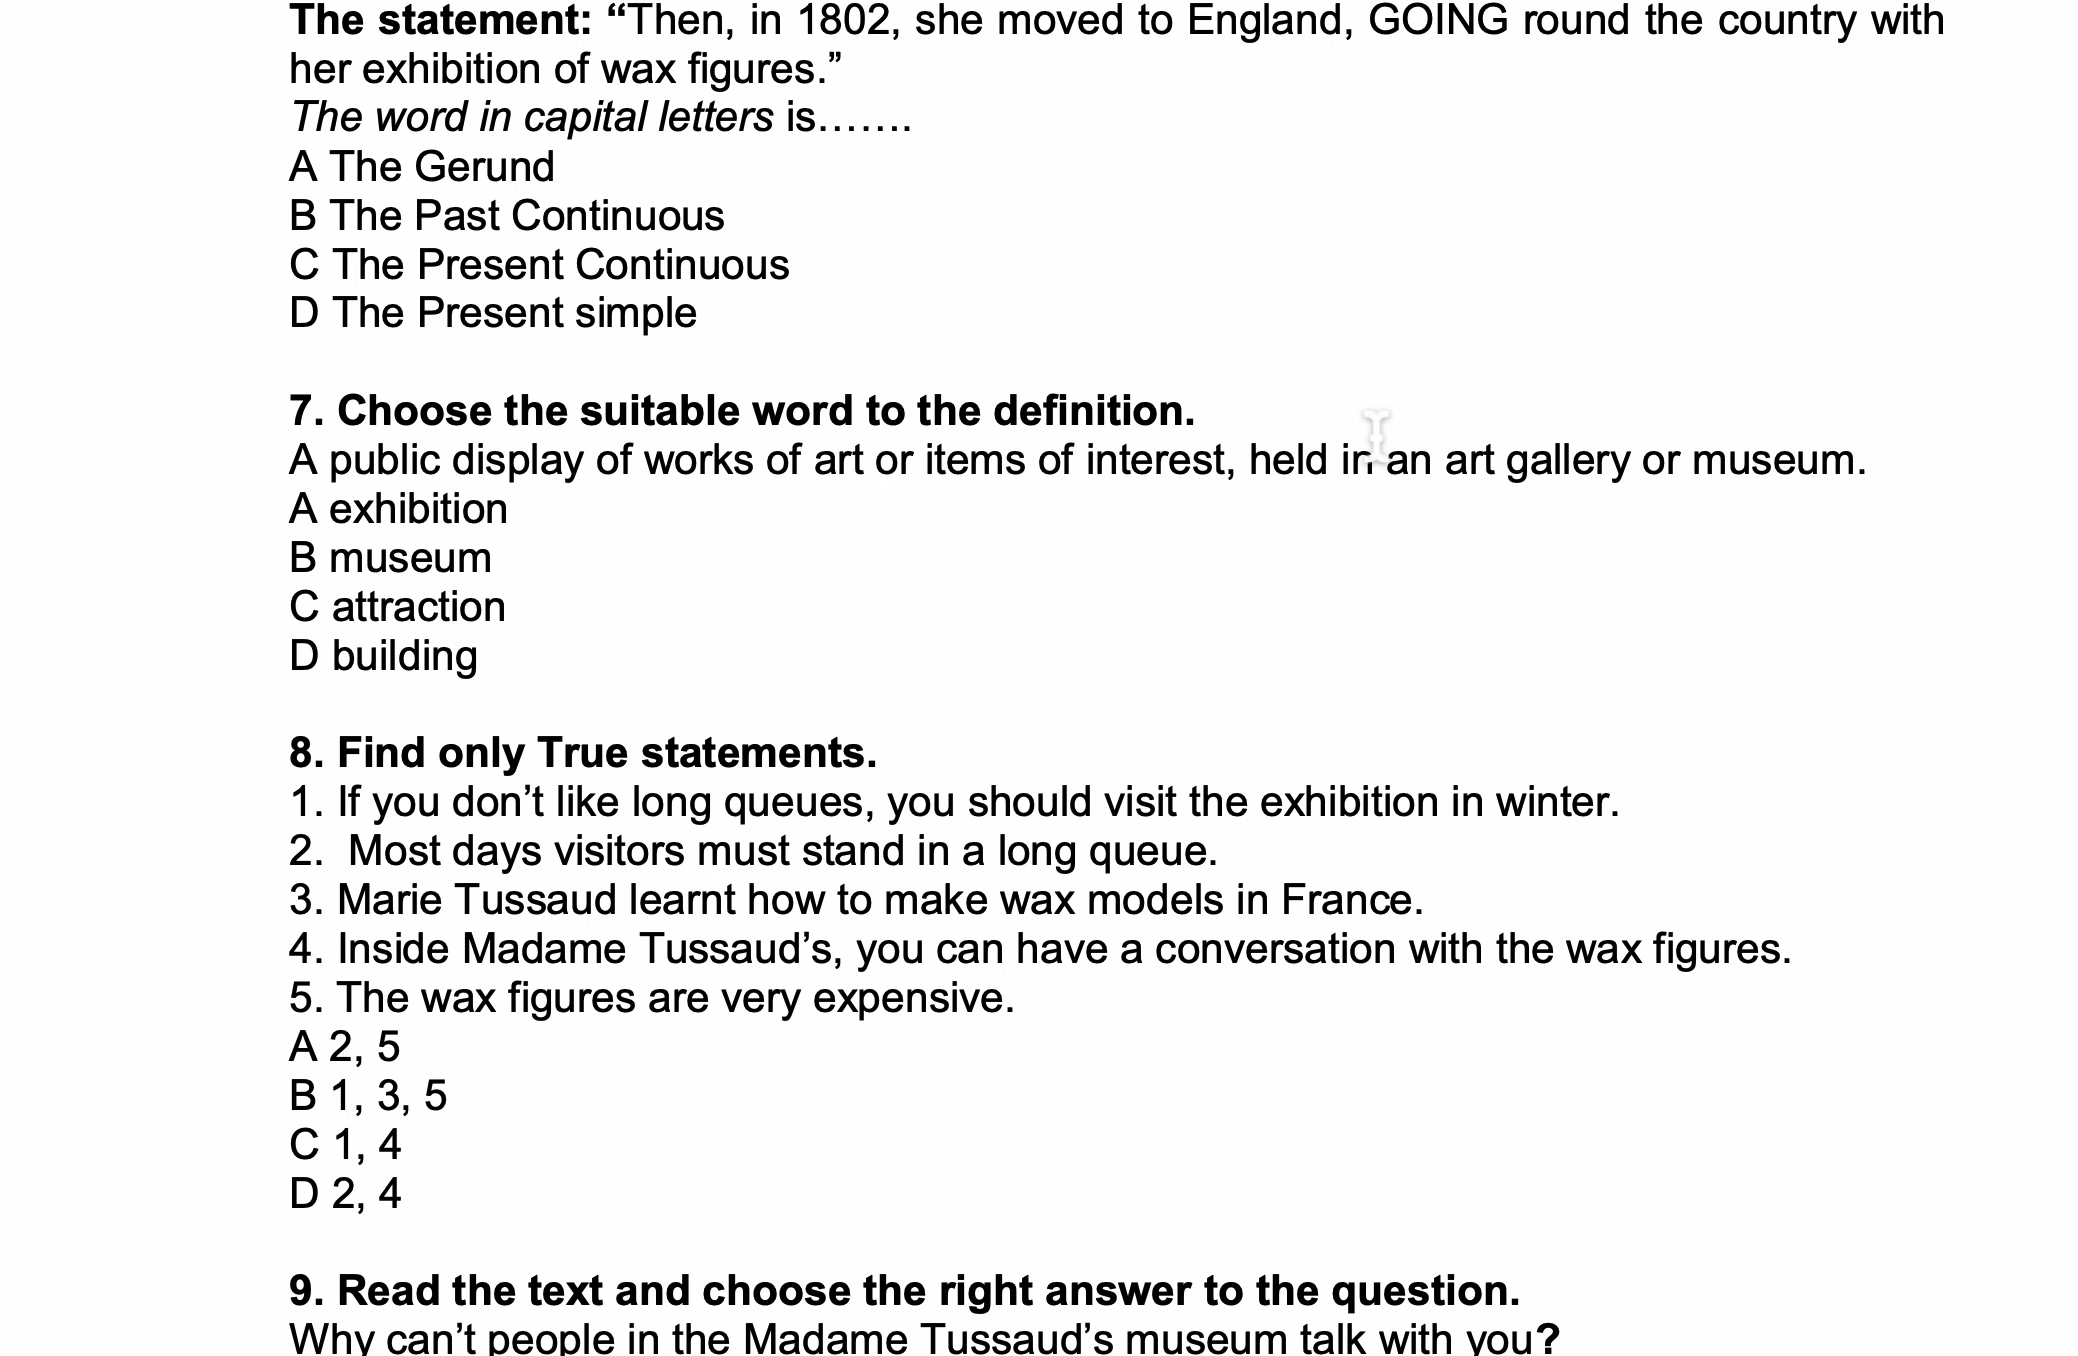 The statement: “Then, in 1802, she moved to England, GOING round the country with
her exhibition of wax figures.”
The word in capital letters is…….
A The Gerund
B The Past Continuous
C The Present Continuous
D The Present simple
7. Choose the suitable word to the definition.
A public display of works of art or items of interest, held in an art gallery or museum.
A exhibition
B museum
C attraction
D building
8. Find only True statements.
1. If you don’t like long queues, you should visit the exhibition in winter.
2.  Most days visitors must stand in a long queue.
3. Marie Tussaud learnt how to make wax models in France.
4. Inside Madame Tussaud’s, you can have a conversation with the wax figures.
5. The wax figures are very expensive.
A 2, 5
B 1, 3, 5
C 1, 4
D 2, 4
9. Read the text and choose the right answer to the question.
Why can’t people in the Madame Tussaud’s museum talk with you?